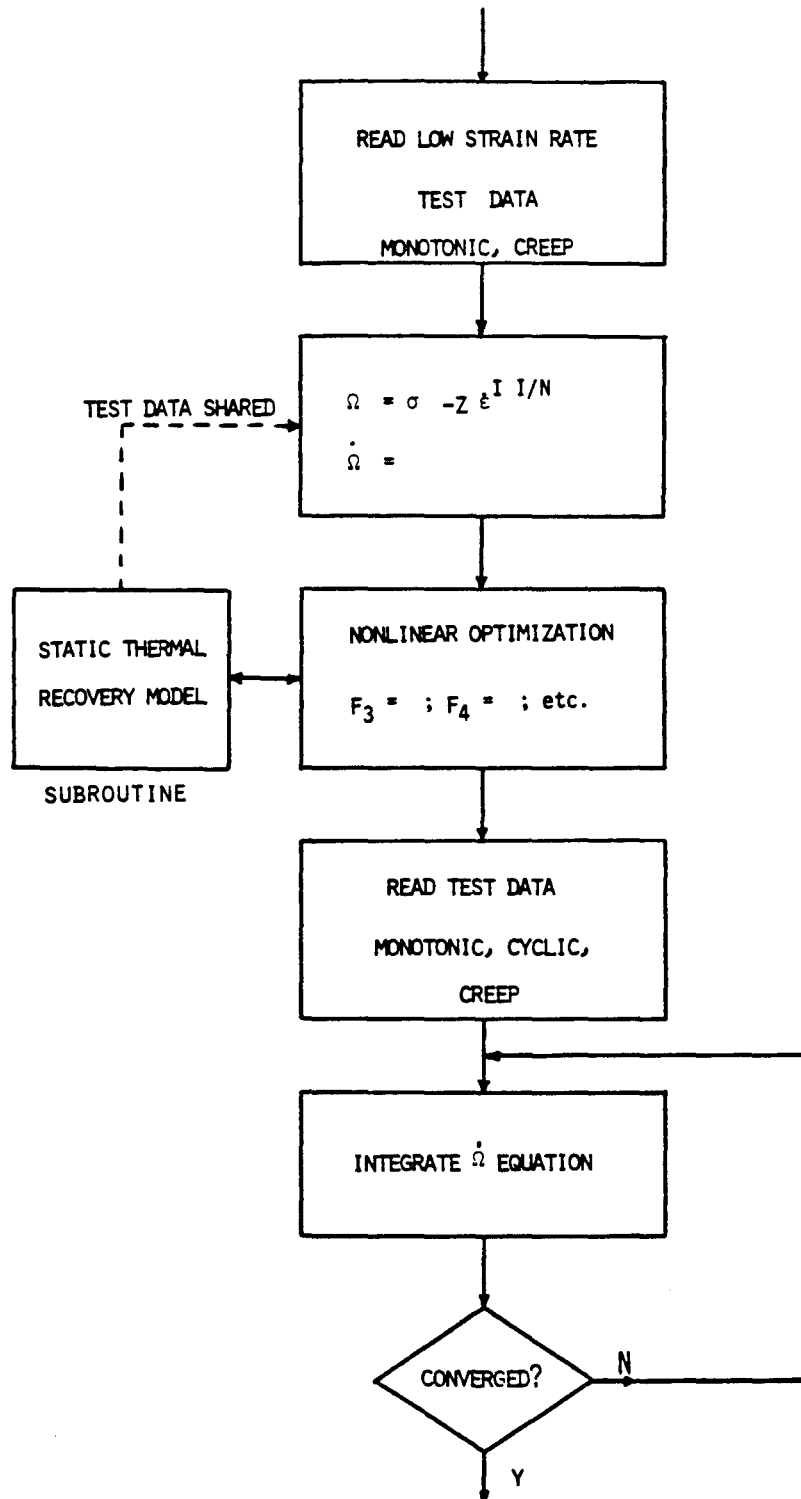 READ LOW STRAIN RATE
TEST DATA
MONOTONIC, CREEP
TEST DATA SHARED
Ω = σ -Z ε̇^I I/N
Ω̇ =
STATIC THERMAL
RECOVERY MODEL
SUBROUTINE
NONLINEAR OPTIMIZATION
F₃ = ; F₄ = ; etc.
READ TEST DATA
MONOTONIC, CYCLIC,
CREEP
INTEGRATE Ω̇ EQUATION
CONVERGED?
N
Y